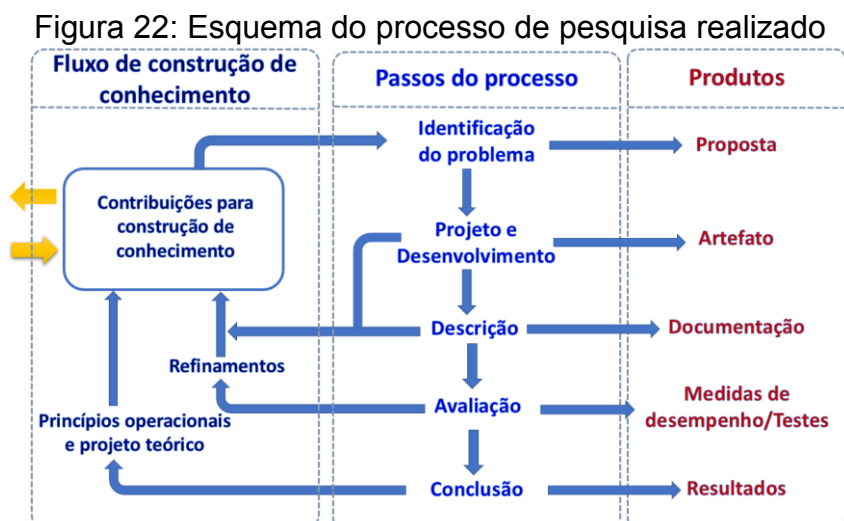 Figura 22: Esquema do processo de pesquisa realizado
Fluxo de construção de
conhecimento
Passos do processo
Produtos
Identificação
do problema
Proposta
Contribuições para
construção de
conhecimento
Projeto e
Desenvolvimento
Artefato
Descrição
Documentação
Refinamentos
Avaliação
Medidas de
desempenho/Testes
Princípios operacionais
e projeto teórico
Conclusão
Resultados